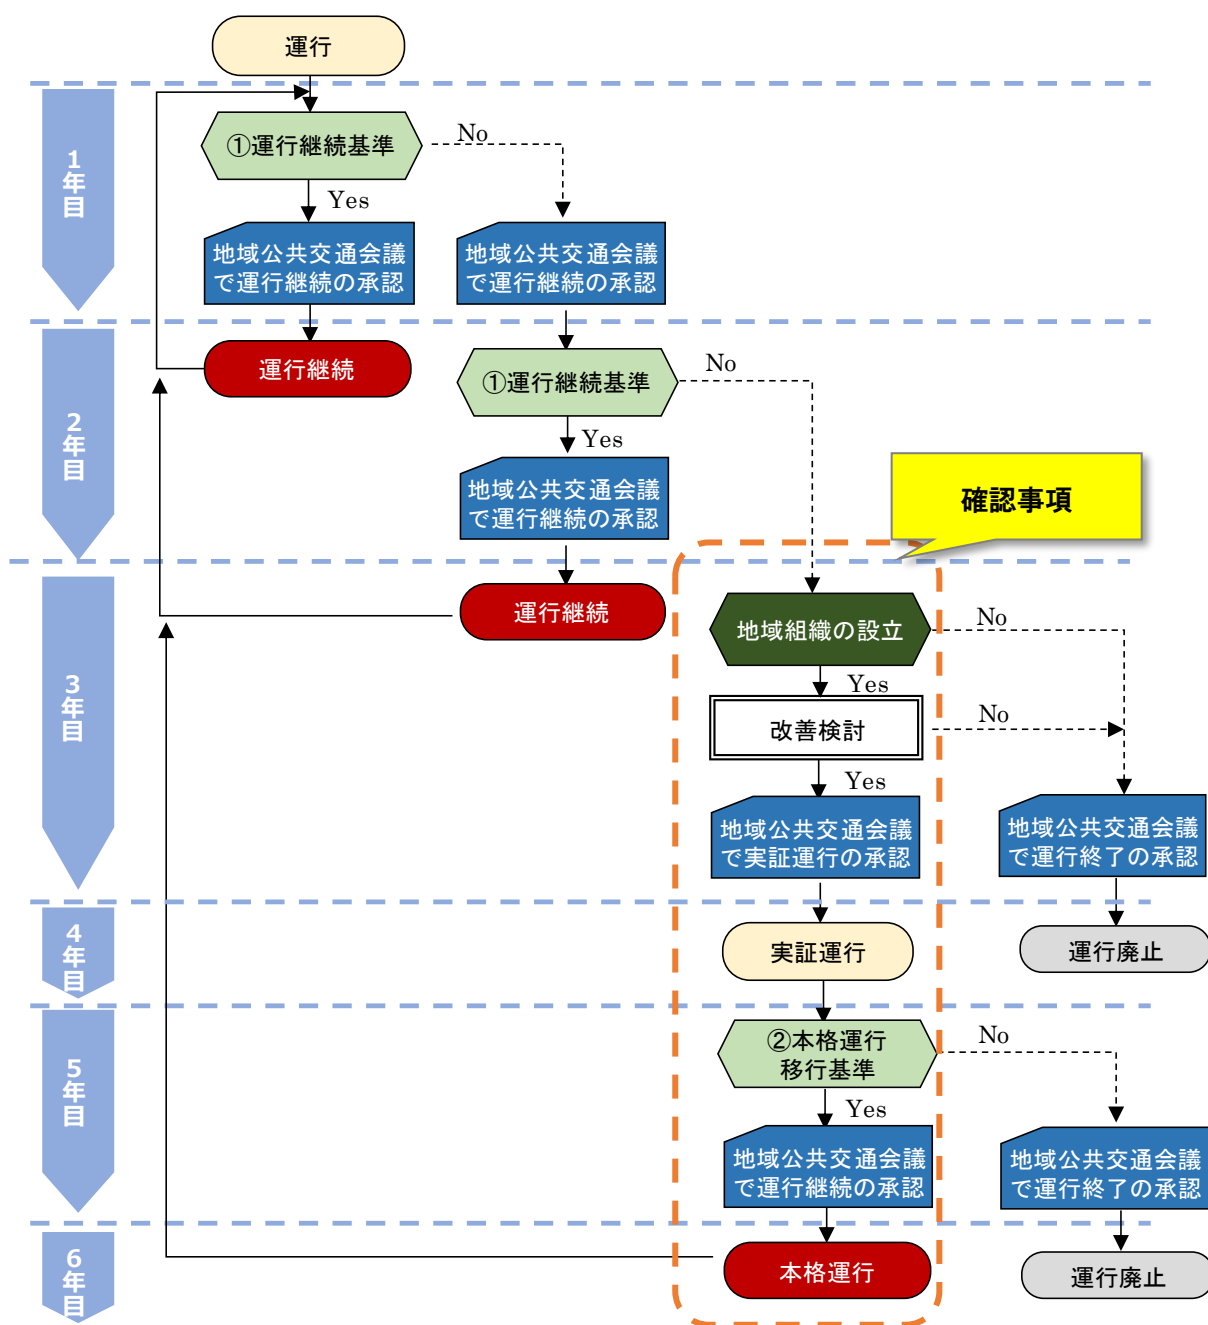 運行
1年目
①運行継続基準
No
Yes
地域公共交通会議
で運行継続の承認
地域公共交通会議
で運行継続の承認
2年目
運行継続
①運行継続基準
No
Yes
地域公共交通会議
で運行継続の承認
確認事項
3年目
運行継続
地域組織の設立
No
Yes
改善検討
No
Yes
地域公共交通会議
で実証運行の承認
地域公共交通会議
で運行終了の承認
4年目
実証運行
運行廃止
5年目
②本格運行
移行基準
No
Yes
地域公共交通会議
で運行継続の承認
地域公共交通会議
で運行終了の承認
6年目
本格運行
運行廃止